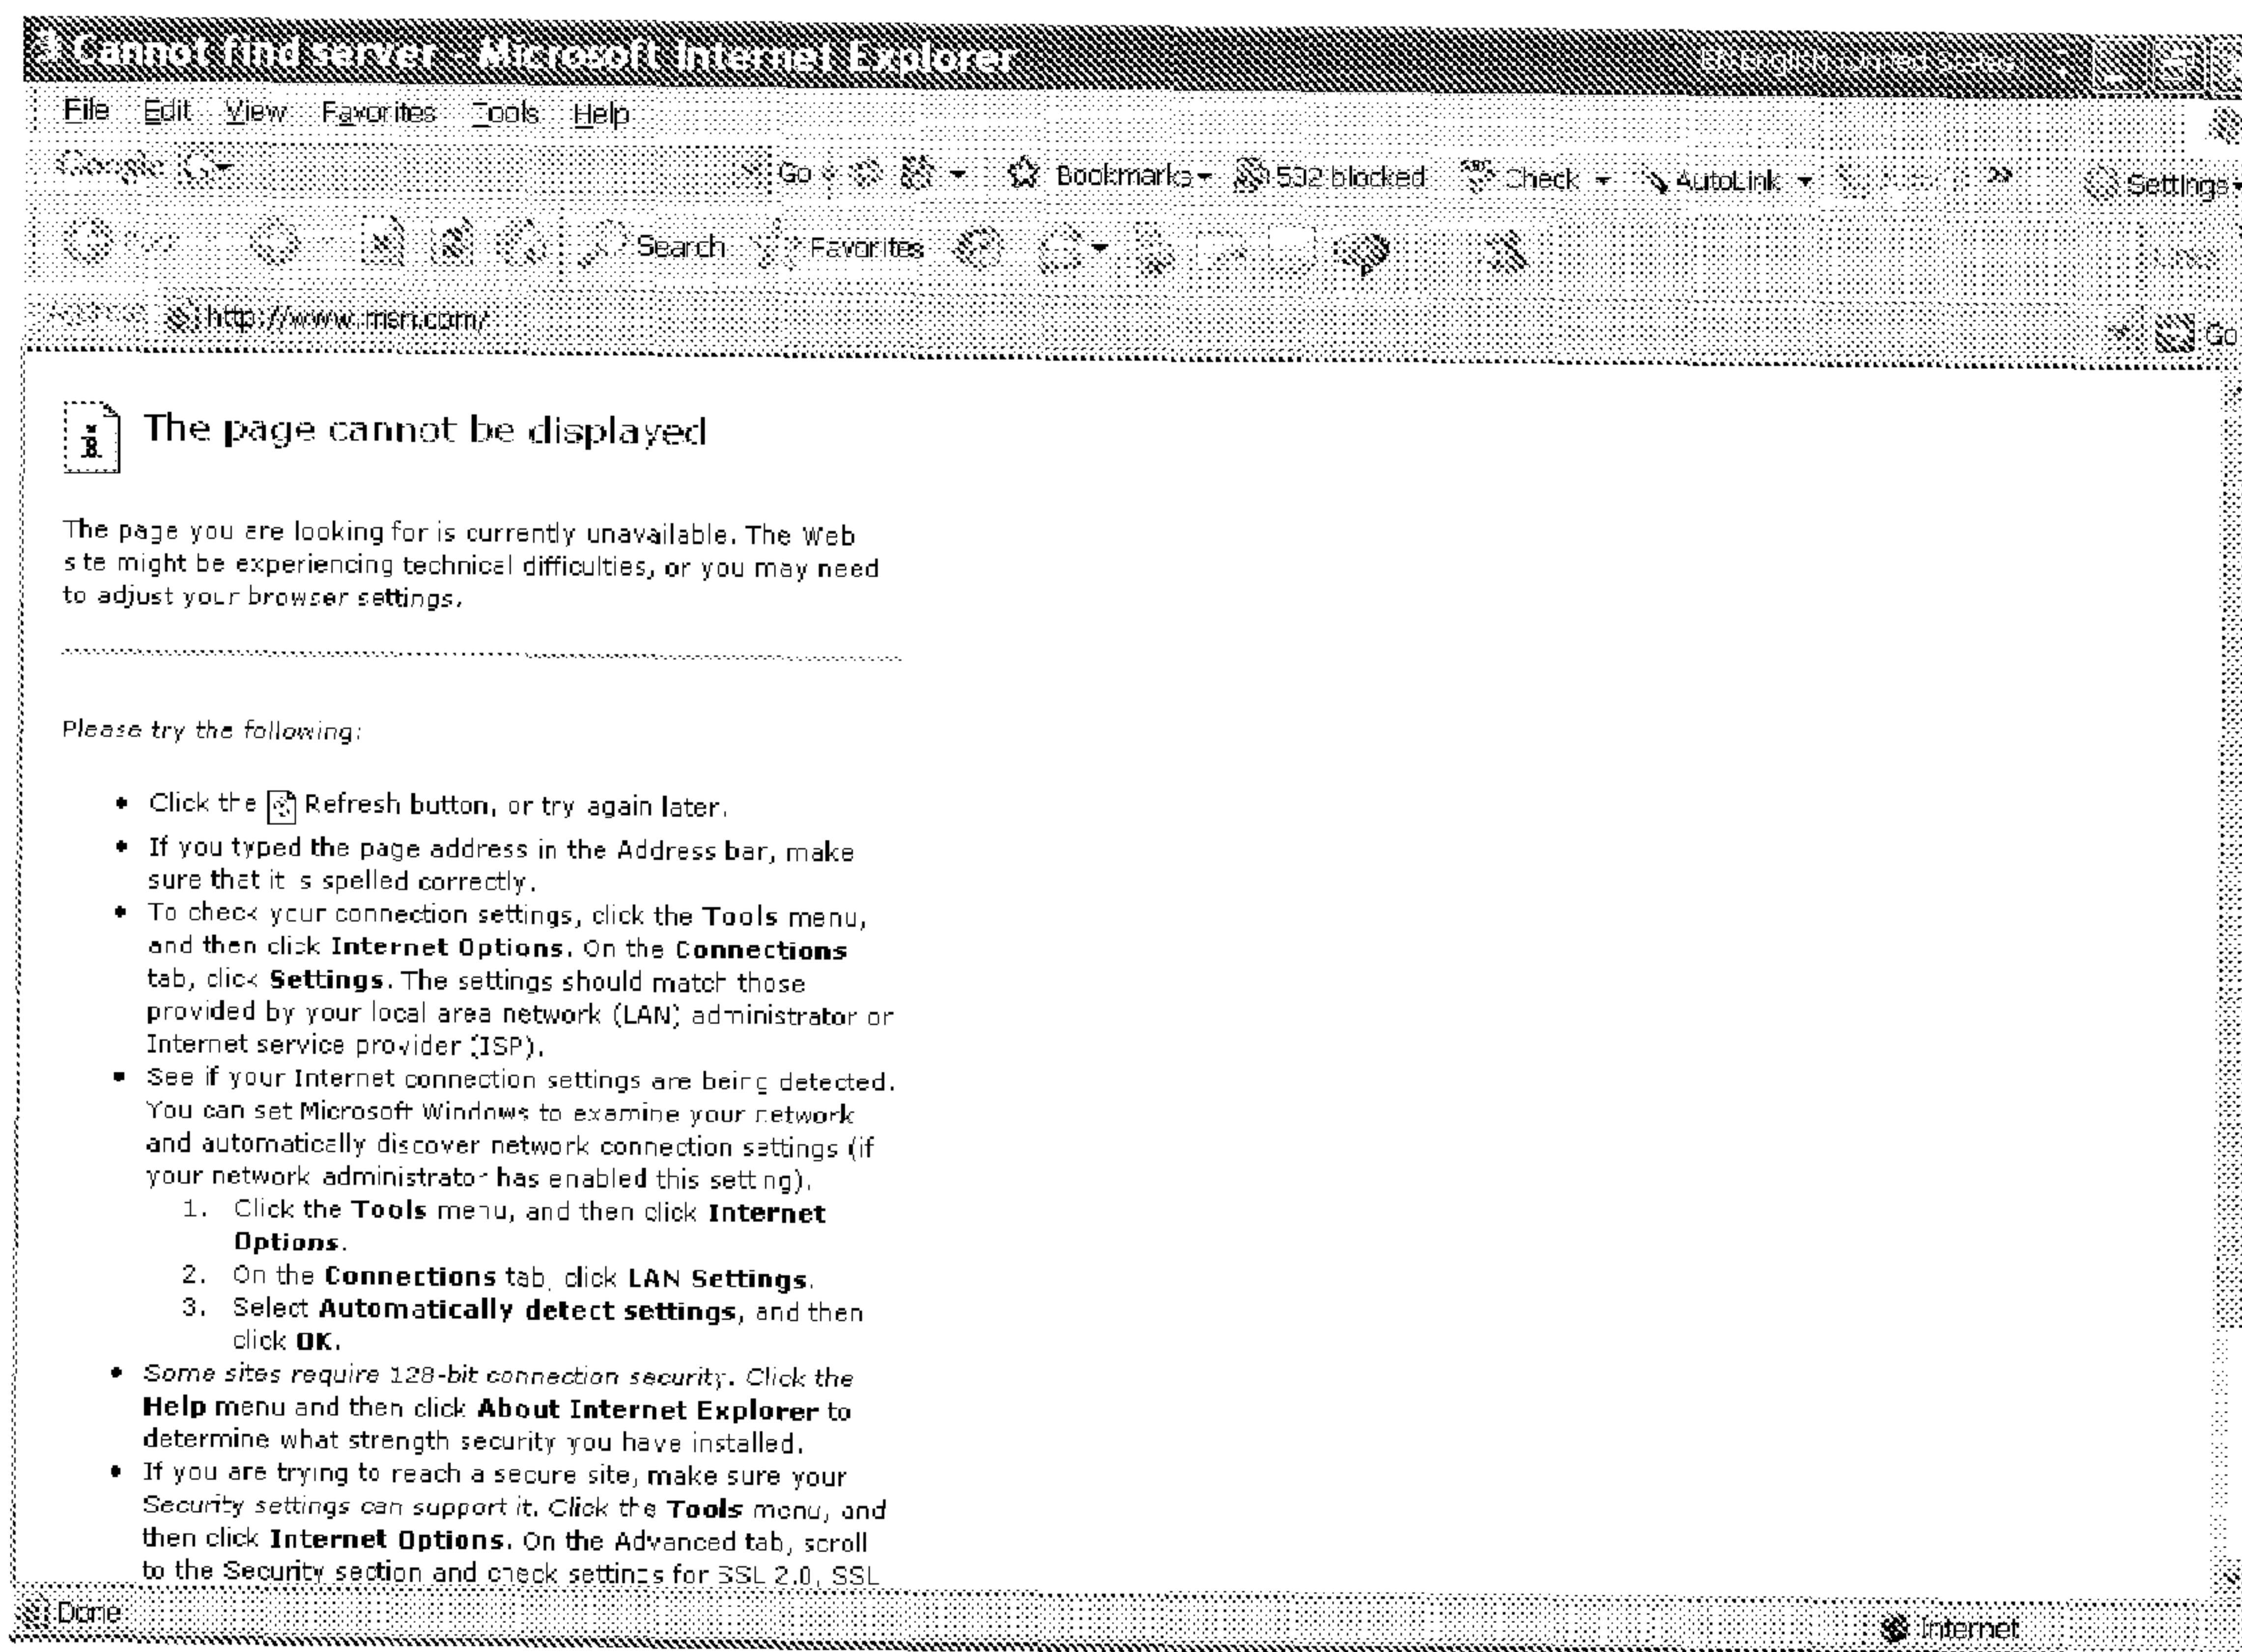 Cannot find server - Microsoft Internet Explorer EN English (United States)
File Edit View Favorites Tools Help
Google G Go Bookmarks 502 blocked Check AutoLink » Settings
Search Favorites
http://www.msn.com/ Go
The page cannot be displayed
The page you are looking for is currently unavailable. The Web
site might be experiencing technical difficulties, or you may need
to adjust your browser settings.
Please try the following:
• Click the Refresh button, or try again later.
• If you typed the page address in the Address bar, make
sure that it is spelled correctly.
• To check your connection settings, click the Tools menu,
and then click Internet Options. On the Connections
tab, click Settings. The settings should match those
provided by your local area network (LAN) administrator or
Internet service provider (ISP).
• See if your Internet connection settings are being detected.
You can set Microsoft Windows to examine your network
and automatically discover network connection settings (if
your network administrator has enabled this setting).
1. Click the Tools menu, and then click Internet
Options.
2. On the Connections tab, click LAN Settings.
3. Select Automatically detect settings, and then
click OK.
• Some sites require 128-bit connection security. Click the
Help menu and then click About Internet Explorer to
determine what strength security you have installed.
• If you are trying to reach a secure site, make sure your
Security settings can support it. Click the Tools menu, and
then click Internet Options. On the Advanced tab, scroll
to the Security section and check settings for SSL 2.0, SSL
Done Internet